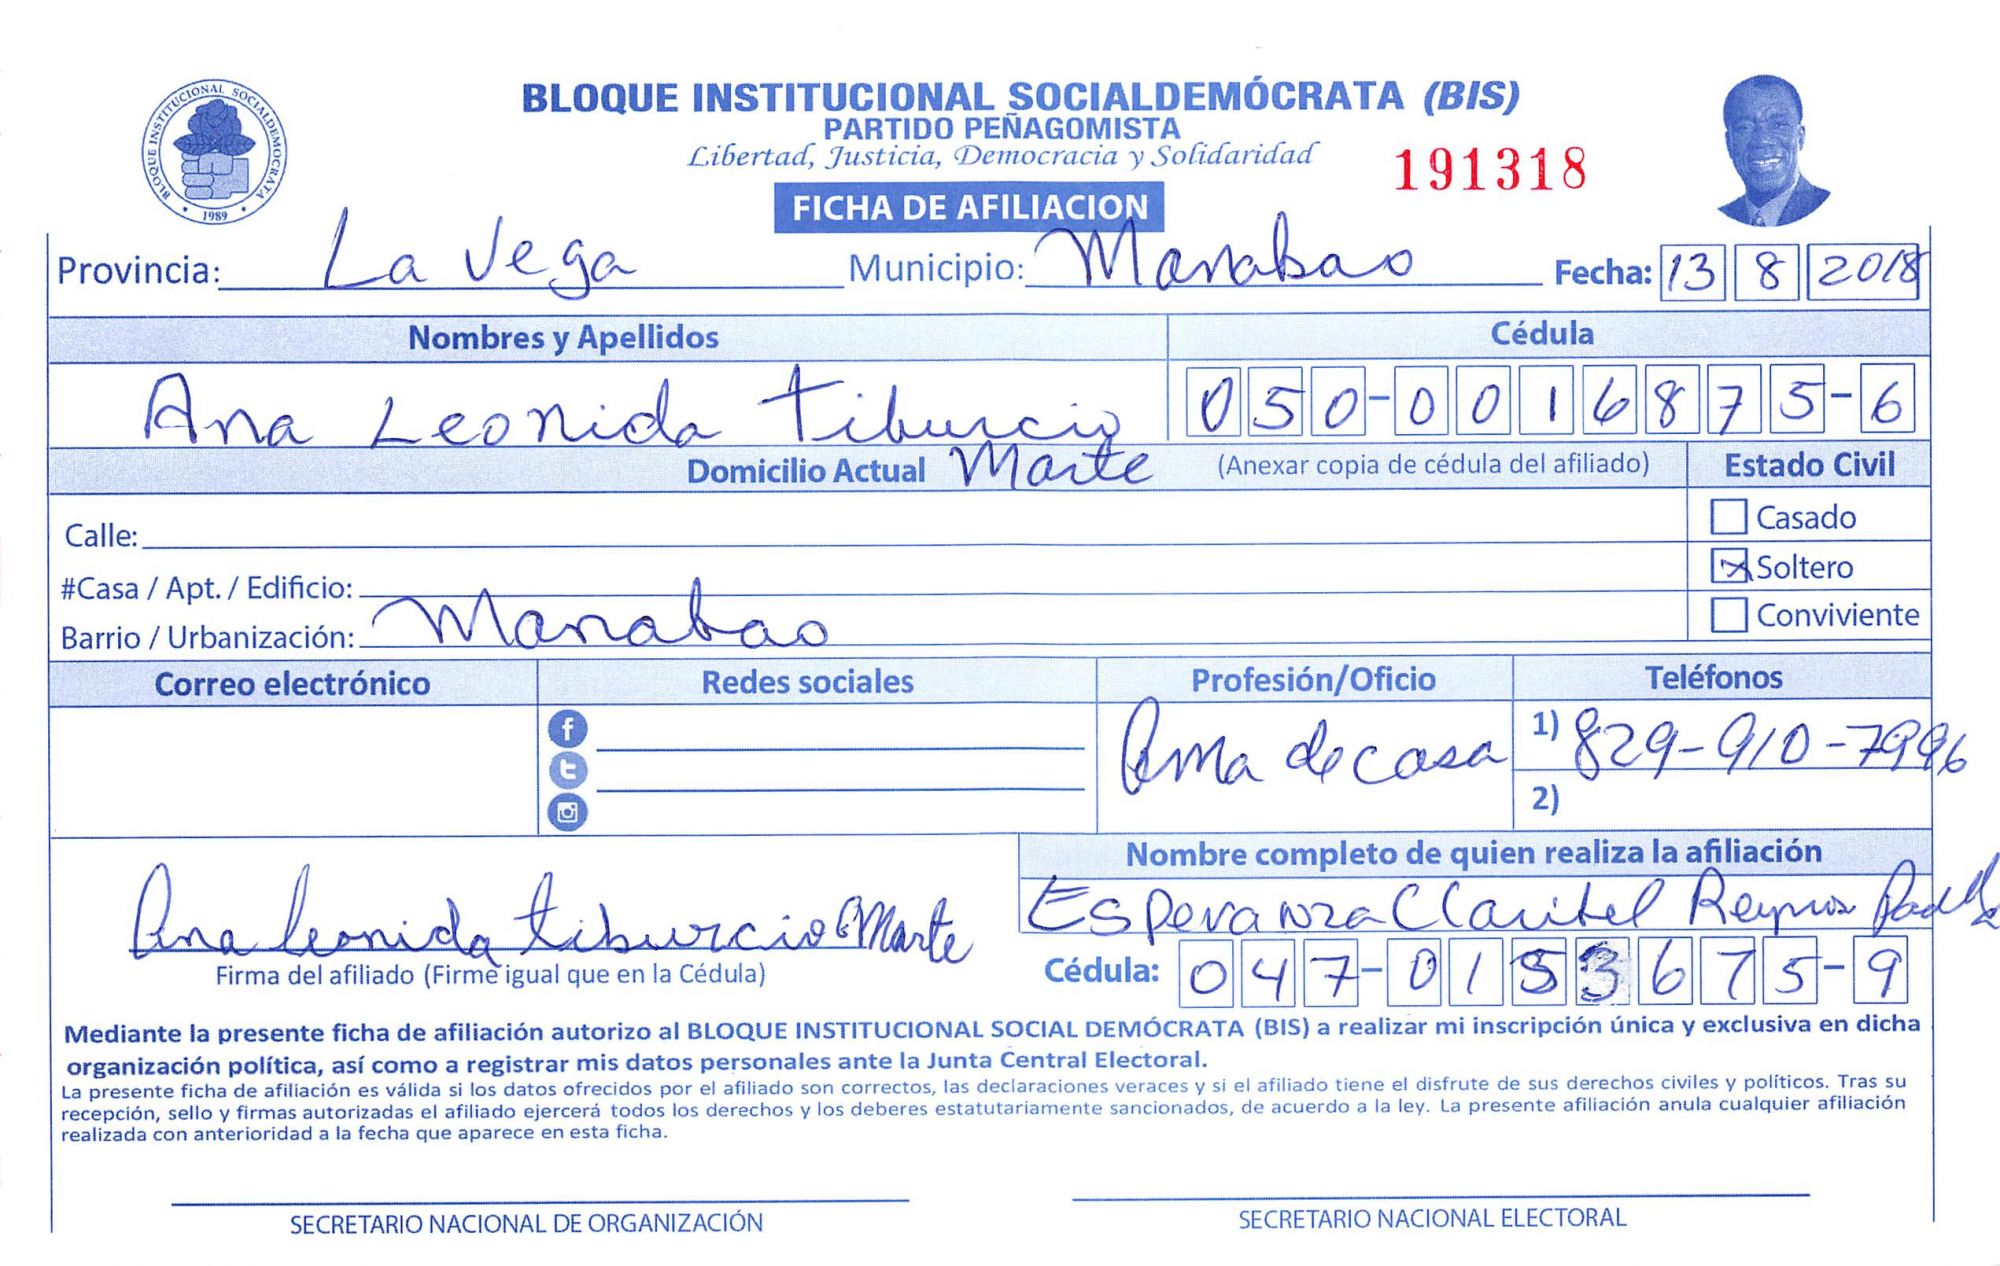 BLOQUE INSTITUCIONAL SOCIALDEMÓCRATA (BIS)
PARTIDO PEÑAGOMISTA
Libertad, Justicia, Democracia y Solidaridad
191318
BLOQUE INSTITUCIONAL SOCIALDEMOCRATA
1989
FICHA DE AFILIACION
Provincia: La Vega Municipio: Manabao Fecha: 13 8 2018
Nombres y Apellidos Cédula
Ana Leonida Tiburcio 050-0016875-6
Domicilio Actual Marte (Anexar copia de cédula del afiliado) Estado Civil
Calle: Casado
#Casa / Apt. / Edificio: Soltero
Barrio / Urbanización: Manabao Conviviente
Correo electrónico Redes sociales Profesión/Oficio Teléfonos
Ama de casa 1) 829-910-7996
2)
Nombre completo de quien realiza la afiliación
Ana leonida tiburcio Marte Esperanza Claritel Reynoso
Firma del afiliado (Firme igual que en la Cédula) Cédula: 047-0153675-9
Mediante la presente ficha de afiliación autorizo al BLOQUE INSTITUCIONAL SOCIAL DEMÓCRATA (BIS) a realizar mi inscripción única y exclusiva en dicha
organización política, así como a registrar mis datos personales ante la Junta Central Electoral.
La presente ficha de afiliación es válida si los datos ofrecidos por el afiliado son correctos, las declaraciones veraces y si el afiliado tiene el disfrute de sus derechos civiles y políticos. Tras su
recepción, sello y firmas autorizadas el afiliado ejercerá todos los derechos y los deberes estatutariamente sancionados, de acuerdo a la ley. La presente afiliación anula cualquier afiliación
realizada con anterioridad a la fecha que aparece en esta ficha.
SECRETARIO NACIONAL DE ORGANIZACIÓN SECRETARIO NACIONAL ELECTORAL